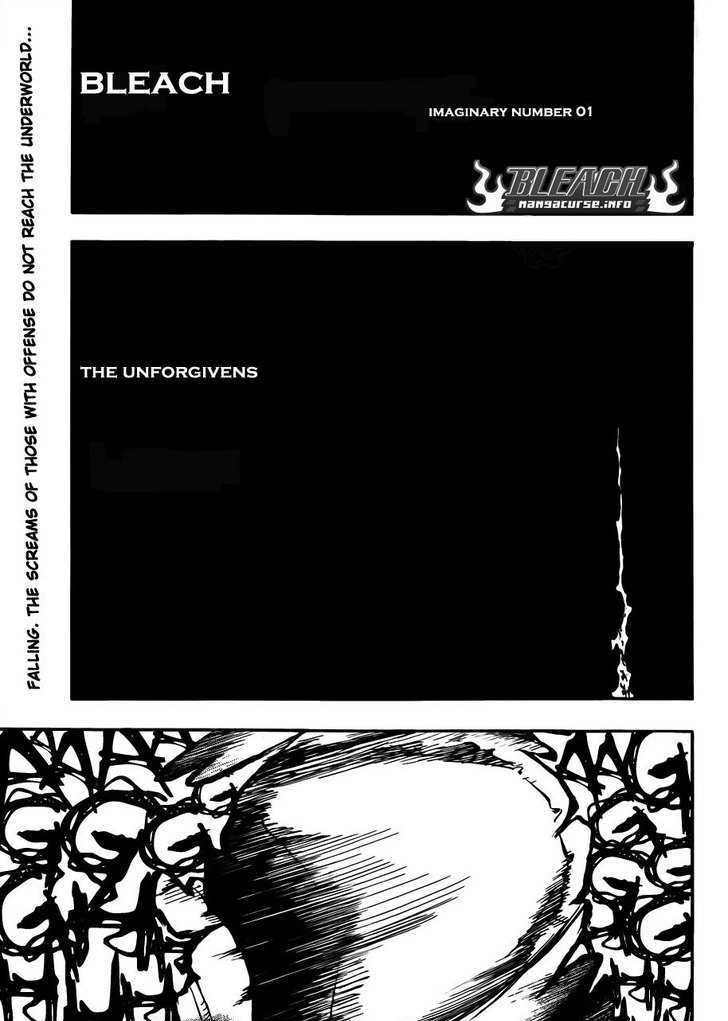 FALLING. THE SCREAMS OF THOSE WITH OFFENSE DO NOT REACH THE UNDERWORLD...
BLEACH
IMAGINARY NUMBER 01
BLEACH
MANGACURSE.INFO
THE UNFORGIVENS